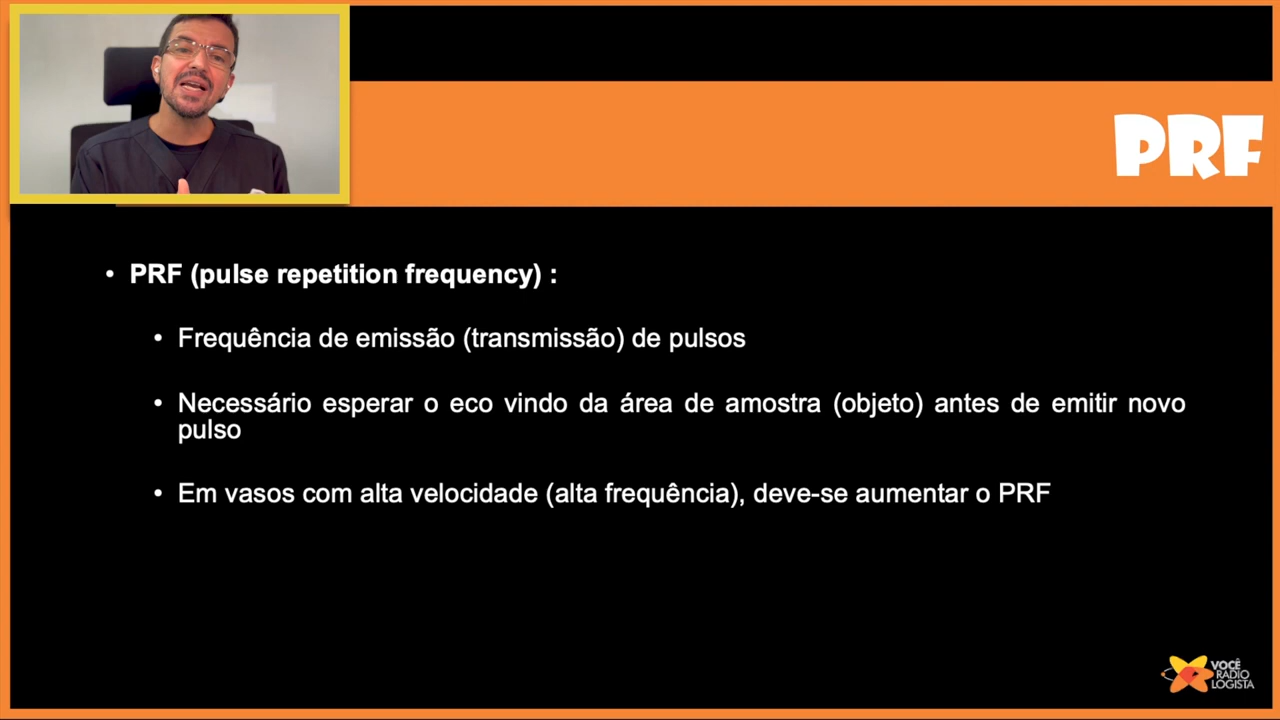 PRF
• PRF (pulse repetition frequency) :
• Frequência de emissão (transmissão) de pulsos
• Necessário esperar o eco vindo da área de amostra (objeto) antes de emitir novo
pulso
• Em vasos com alta velocidade (alta frequência), deve-se aumentar o PRF
VOCÊ
RADIO
LOGISTA